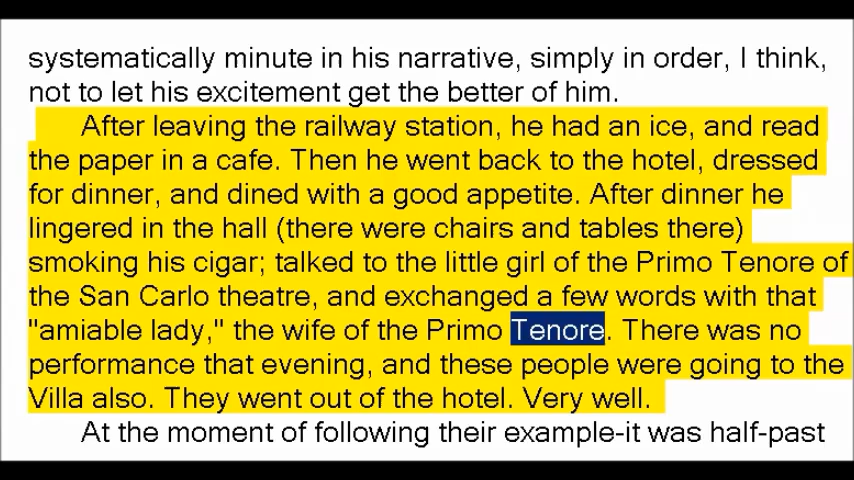 systematically minute in his narrative, simply in order, I think,
not to let his excitement get the better of him.
After leaving the railway station, he had an ice, and read
the paper in a cafe. Then he went back to the hotel, dressed
for dinner, and dined with a good appetite. After dinner he
lingered in the hall (there were chairs and tables there)
smoking his cigar; talked to the little girl of the Primo Tenore of
the San Carlo theatre, and exchanged a few words with that
"amiable lady," the wife of the Primo Tenore. There was no
performance that evening, and these people were going to the
Villa also. They went out of the hotel. Very well.
At the moment of following their example-it was half-past